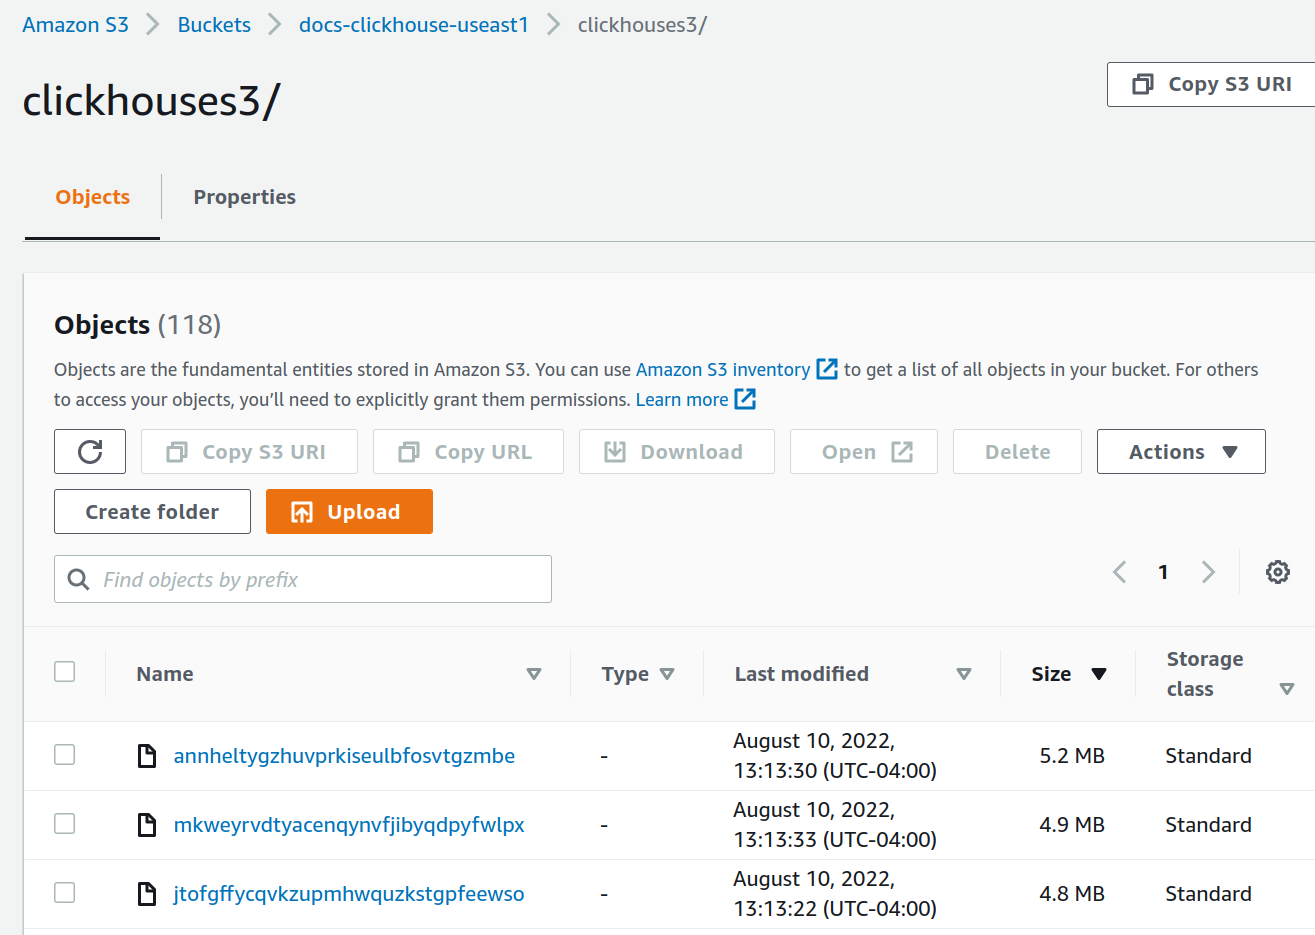 Amazon S3 > Buckets > docs-clickhouse-useast1 > clickhouses3/
clickhouses3/
Copy S3 URI
Objects Properties
Objects (118)
Objects are the fundamental entities stored in Amazon S3. You can use Amazon S3 inventory to get a list of all objects in your bucket. For others
to access your objects, you’ll need to explicitly grant them permissions. Learn more
Copy S3 URI Copy URL Download Open Delete Actions
Create folder Upload
Find objects by prefix
1
Name Type Last modified Size Storage
class
annheltygzhuvprkiseulbfosvtgzmbe - August 10, 2022,
13:13:30 (UTC-04:00) 5.2 MB Standard
mkweyrvdtyacenqynvfjibyqdpyfwlpx - August 10, 2022,
13:13:33 (UTC-04:00) 4.9 MB Standard
jtofgffycqvkzupmhwquzkstgpfeewso - August 10, 2022,
13:13:22 (UTC-04:00) 4.8 MB Standard